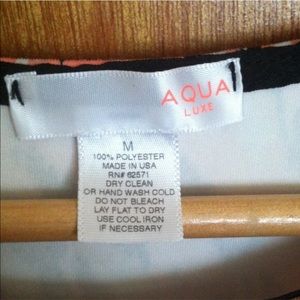 AQUA
LUXE
M
100% POLYESTER
MADE IN USA
RN# 62571
DRY CLEAN
OR HAND WASH COLD
DO NOT BLEACH
LAY FLAT TO DRY
USE COOL IRON
IF NECESSARY